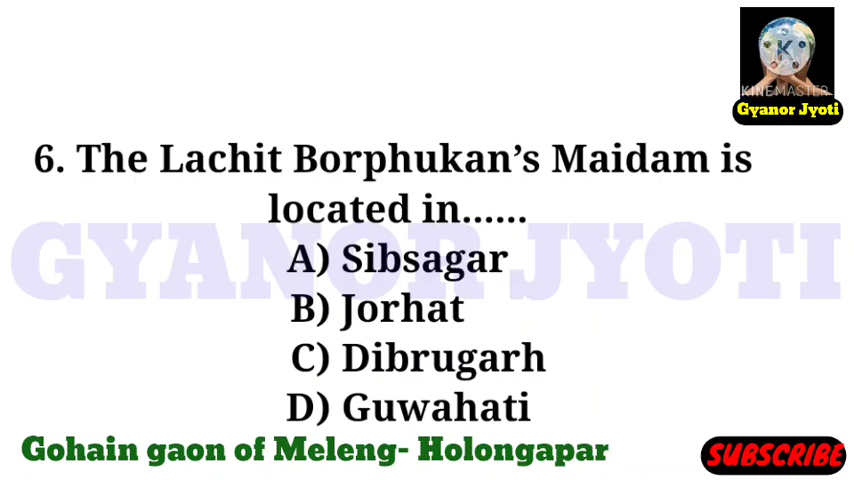 KINEMASTER
Gyanor Jyoti
6. The Lachit Borphukan’s Maidam is
located in......
GYANOR JYOTI
A) Sibsagar
B) Jorhat
C) Dibrugarh
D) Guwahati
Gohain gaon of Meleng- Holongapar
SUBSCRIBE